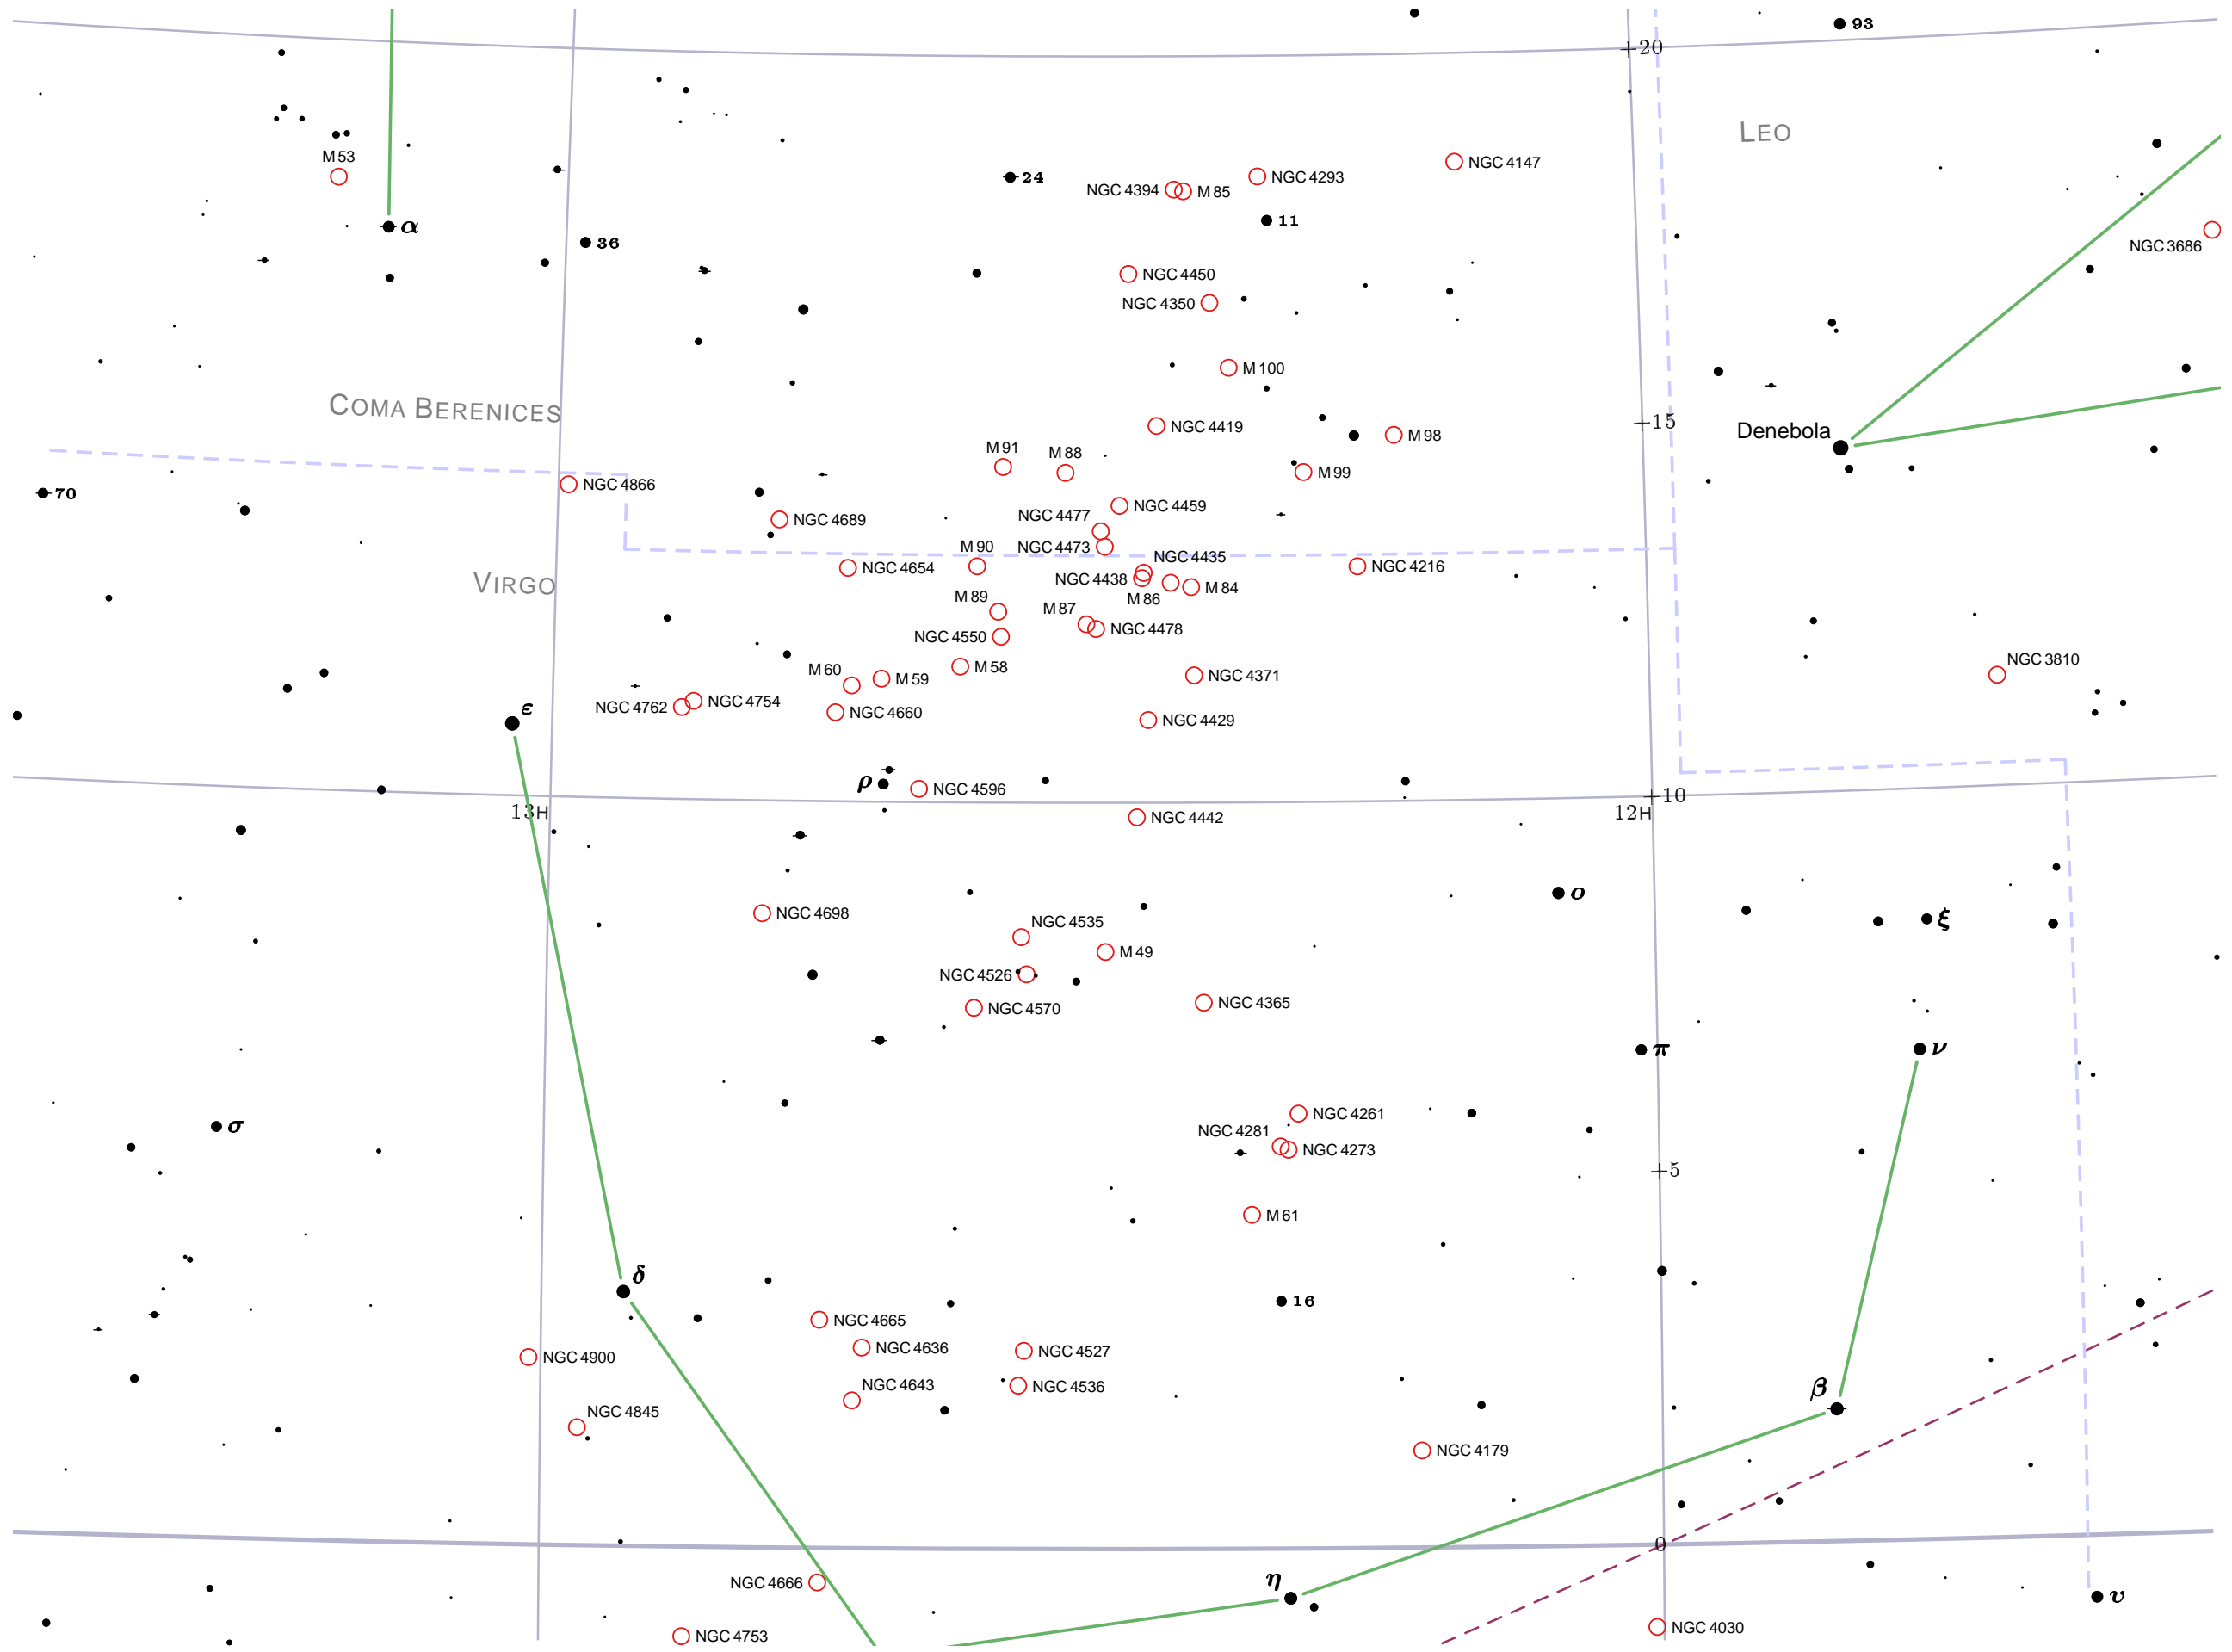 93
+20
LEO
M 53
NGC 4147
24
NGC 4394
M 85
NGC 4293
11
α
36
NGC 3686
NGC 4450
NGC 4350
M 100
COMA BERENICES
+15
NGC 4419
Denebola
M 98
M 91
M 88
M 99
NGC 4866
70
NGC 4459
NGC 4477
NGC 4689
M 90
NGC 4473
NGC 4435
NGC 4654
NGC 4216
VIRGO
NGC 4438
M 86
M 84
M 89
M 87
NGC 4478
NGC 4550
M 58
NGC 3810
M 60
M 59
NGC 4371
NGC 4762
NGC 4754
ε
NGC 4660
NGC 4429
ρ
NGC 4596
+10
13H
12H
NGC 4442
ο
NGC 4698
NGC 4535
ξ
M 49
NGC 4526
NGC 4570
NGC 4365
π
ν
NGC 4261
σ
NGC 4281
NGC 4273
+5
M 61
δ
16
NGC 4665
NGC 4636
NGC 4527
NGC 4900
NGC 4643
NGC 4536
β
NGC 4845
NGC 4179
0
NGC 4666
η
υ
NGC 4753
NGC 4030